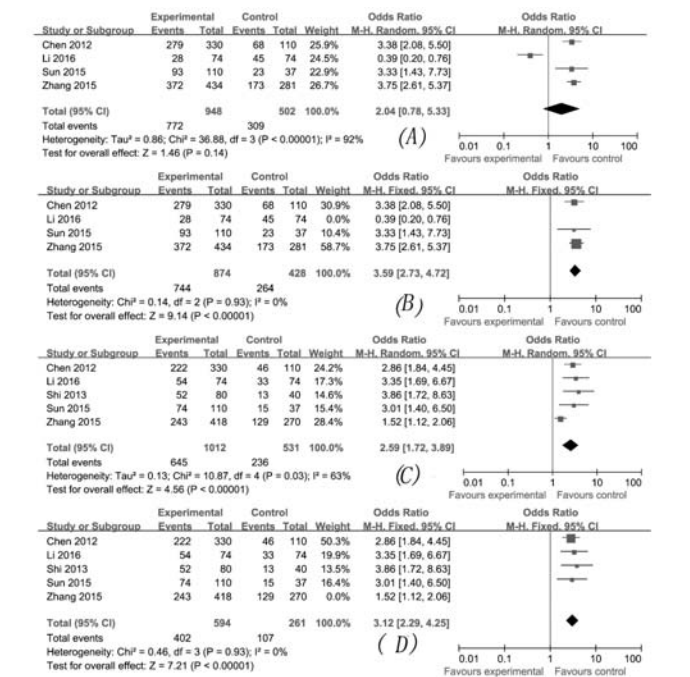 Experimental Control Odds Ratio Odds Ratio
Study or Subgroup Events Total Events Total Weight M-H. Random. 95% CI M-H. Random. 95% CI
Chen 2012 279 330 68 110 25.9% 3.38 [2.08, 5.50]
Li 2016 28 74 45 74 24.5% 0.39 [0.20, 0.76]
Sun 2015 93 110 23 37 22.9% 3.33 [1.43, 7.73]
Zhang 2015 372 434 173 281 26.7% 3.75 [2.61, 5.37]
Total (95% CI) 948 502 100.0% 2.04 [0.78, 5.33]
Total events 772 309
Heterogeneity: Tau² = 0.86; Chi² = 36.88, df = 3 (P < 0.00001); I² = 92%
Test for overall effect: Z = 1.46 (P = 0.14)
(A)
0.01 0.1 1 10 100
Favours experimental Favours control
Experimental Control Odds Ratio Odds Ratio
Study or Subgroup Events Total Events Total Weight M-H. Fixed. 95% CI M-H. Fixed. 95% CI
Chen 2012 279 330 68 110 30.9% 3.38 [2.08, 5.50]
Li 2016 28 74 45 74 0.0% 0.39 [0.20, 0.76]
Sun 2015 93 110 23 37 10.4% 3.33 [1.43, 7.73]
Zhang 2015 372 434 173 281 58.7% 3.75 [2.61, 5.37]
Total (95% CI) 874 428 100.0% 3.59 [2.73, 4.72]
Total events 744 264
Heterogeneity: Chi² = 0.14, df = 2 (P = 0.93); I² = 0%
Test for overall effect: Z = 9.14 (P < 0.00001)
(B)
0.01 0.1 1 10 100
Favours experimental Favours control
Experimental Control Odds Ratio Odds Ratio
Study or Subgroup Events Total Events Total Weight M-H. Random. 95% CI M-H. Random. 95% CI
Chen 2012 222 330 46 110 24.2% 2.86 [1.84, 4.45]
Li 2016 54 74 33 74 17.3% 3.35 [1.69, 6.67]
Shi 2013 52 80 13 40 14.6% 3.86 [1.72, 8.63]
Sun 2015 74 110 15 37 15.5% 3.01 [1.40, 6.50]
Zhang 2015 243 418 129 270 28.4% 1.52 [1.12, 2.06]
Total (95% CI) 1012 531 100.0% 2.59 [1.72, 3.89]
Total events 645 236
Heterogeneity: Tau² = 0.13; Chi² = 10.87, df = 4 (P = 0.03); I² = 63%
Test for overall effect: Z = 4.56 (P < 0.00001)
(C)
0.01 0.1 1 10 100
Favours experimental Favours control
Experimental Control Odds Ratio Odds Ratio
Study or Subgroup Events Total Events Total Weight M-H. Fixed. 95% CI M-H. Fixed. 95% CI
Chen 2012 222 330 46 110 50.3% 2.86 [1.84, 4.45]
Li 2016 54 74 33 74 19.9% 3.35 [1.69, 6.67]
Shi 2013 52 80 13 40 13.5% 3.86 [1.72, 8.63]
Sun 2015 74 110 15 37 16.4% 3.01 [1.40, 6.50]
Zhang 2015 243 418 129 270 0.0% 1.52 [1.12, 2.06]
Total (95% CI) 594 261 100.0% 3.12 [2.29, 4.25]
Total events 402 107
Heterogeneity: Chi² = 0.46, df = 3 (P = 0.93); I² = 0%
Test for overall effect: Z = 7.21 (P < 0.00001)
(D)
0.01 0.1 1 10 100
Favours experimental Favours control